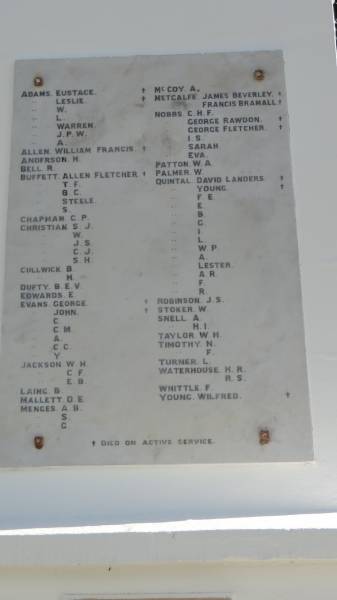 ADAMS, EUSTACE. †
" LESLIE. †
" W.
" L.
" WARREN.
" J.P.W.
" A.
ALLEN, WILLIAM FRANCIS. †
ANDERSON, H.
BELL, R.
BUFFETT, ALLEN FLETCHER †
" T.F.
" G.C.
" STEELE.
" S.
CHAPMAN, C.P.
CHRISTIAN, S.J.
" W.
" J.S.
" C.J.
" S.H.
CULLWICK, B.
" H.
DUFTY, B.E.V.
EDWARDS, E.
EVANS, GEORGE. †
" JOHN. †
" C.
" C.M.
" A.
" C.C.
" Y.
JACKSON, W.H.
" C.F.
" E.B.
LAING, B.
MALLETT, D.E.
MENGES, A.B.
" S.
" G.
McCOY, A.
METCALFE, JAMES BEVERLEY. †
" FRANCIS BRAMALL †
NOBBS, C.H.F.
" GEORGE RAWDON. †
" GEORGE FLETCHER. †
" I.S.
" SARAH.
" EVA.
PATTON, W.A.
PALMER, W.
QUINTAL, DAVID LANDERS. †
" YOUNG. †
" F.E.
" E.
" B.
" G.
" I.
" L.
" W.P.
" A.
" LESTER.
" A.R.
" F.
" R.
ROBINSON, J.S.
STOKER, W.
SNELL, A.
" H.I.
TAYLOR, W.H.
TIMOTHY, N.
" F.
TURNER, L.
WATERHOUSE, H.R.
" R.S.
WHITTLE, F.
YOUNG, WILFRED. †
† DIED ON ACTIVE SERVICE.